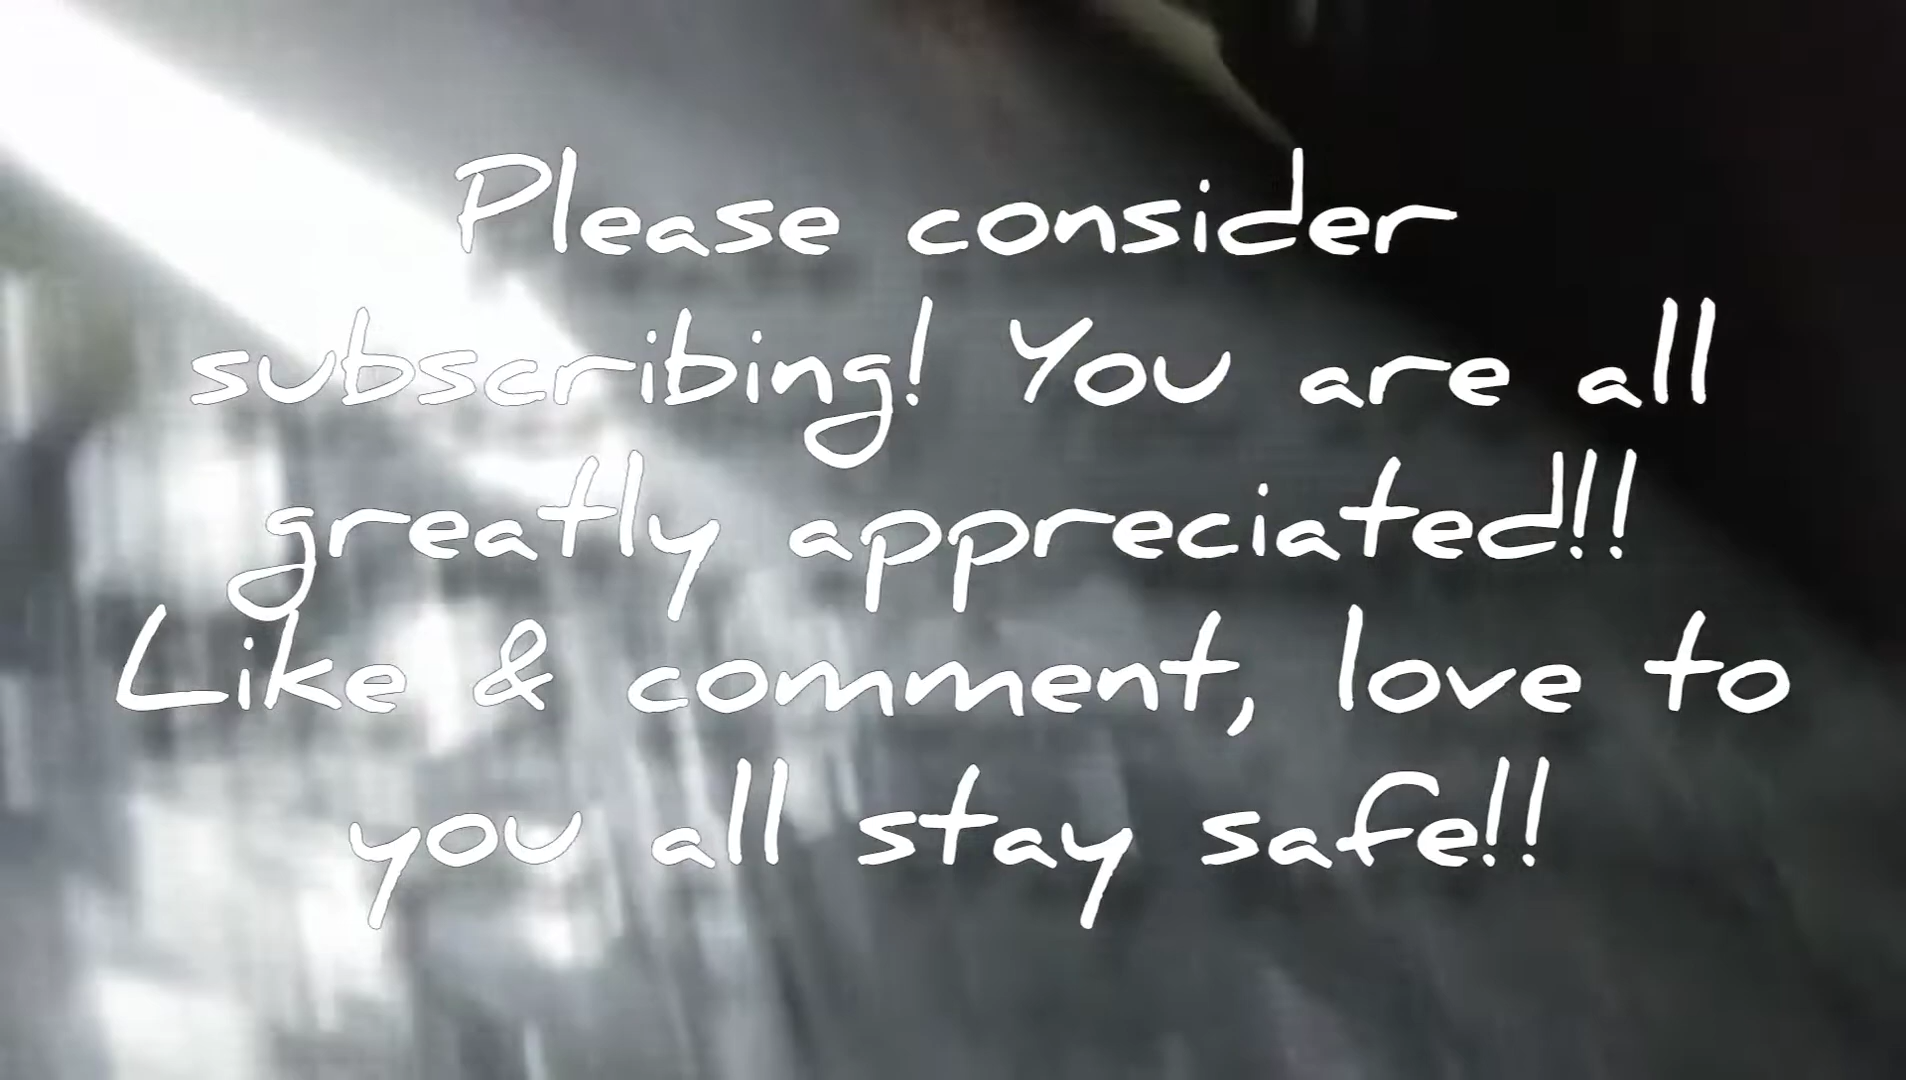 Please consider
subscribing! You are all
greatly appreciated!!
Like & comment, love to
you all stay safe!!